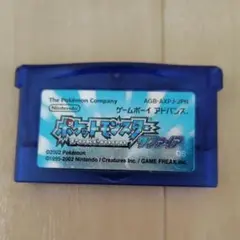 The Pokémon Company AGB-AXPJ-JPN
Nintendo ゲームボーイ アドバンス
ポケットモンスター
サファイア
©2002 Pokémon
©1995-2002 Nintendo / Creatures Inc. / GAME FREAK inc.